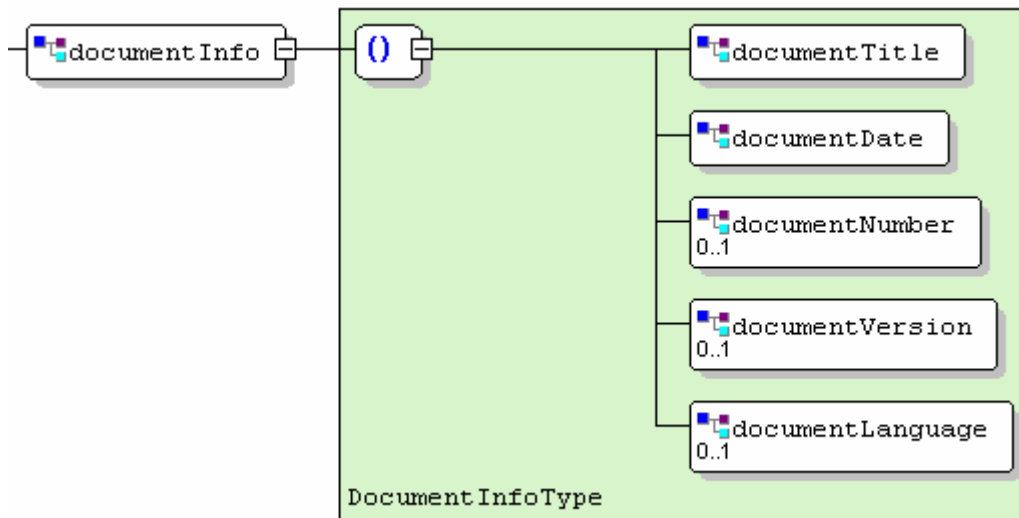 documentInfo
()
documentTitle
documentDate
documentNumber
0..1
documentVersion
0..1
documentLanguage
0..1
DocumentInfoType